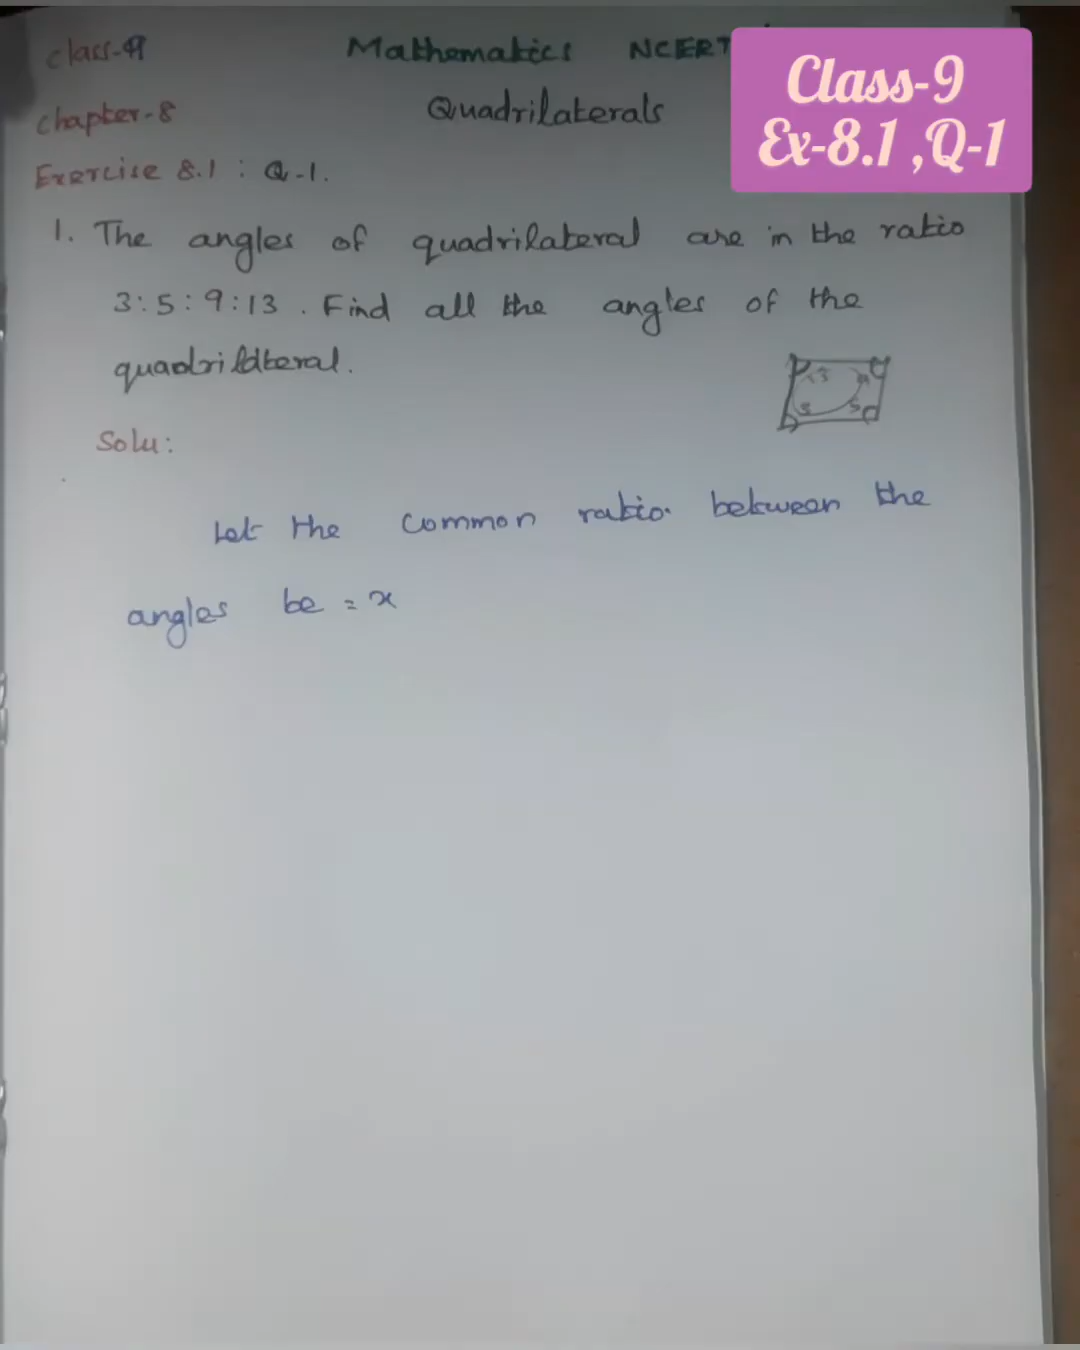 class-9
Mathematics NCERT
Class-9
Ex-8.1 ,Q-1
chapter-8
Quadrilaterals
Exercise 8.1 : Q-1.
1. The angles of quadrilateral are in the ratio
3:5:9:13. Find all the angles of the
quadrilateral.
Solu:
Let the common ratio between the
angles be = x